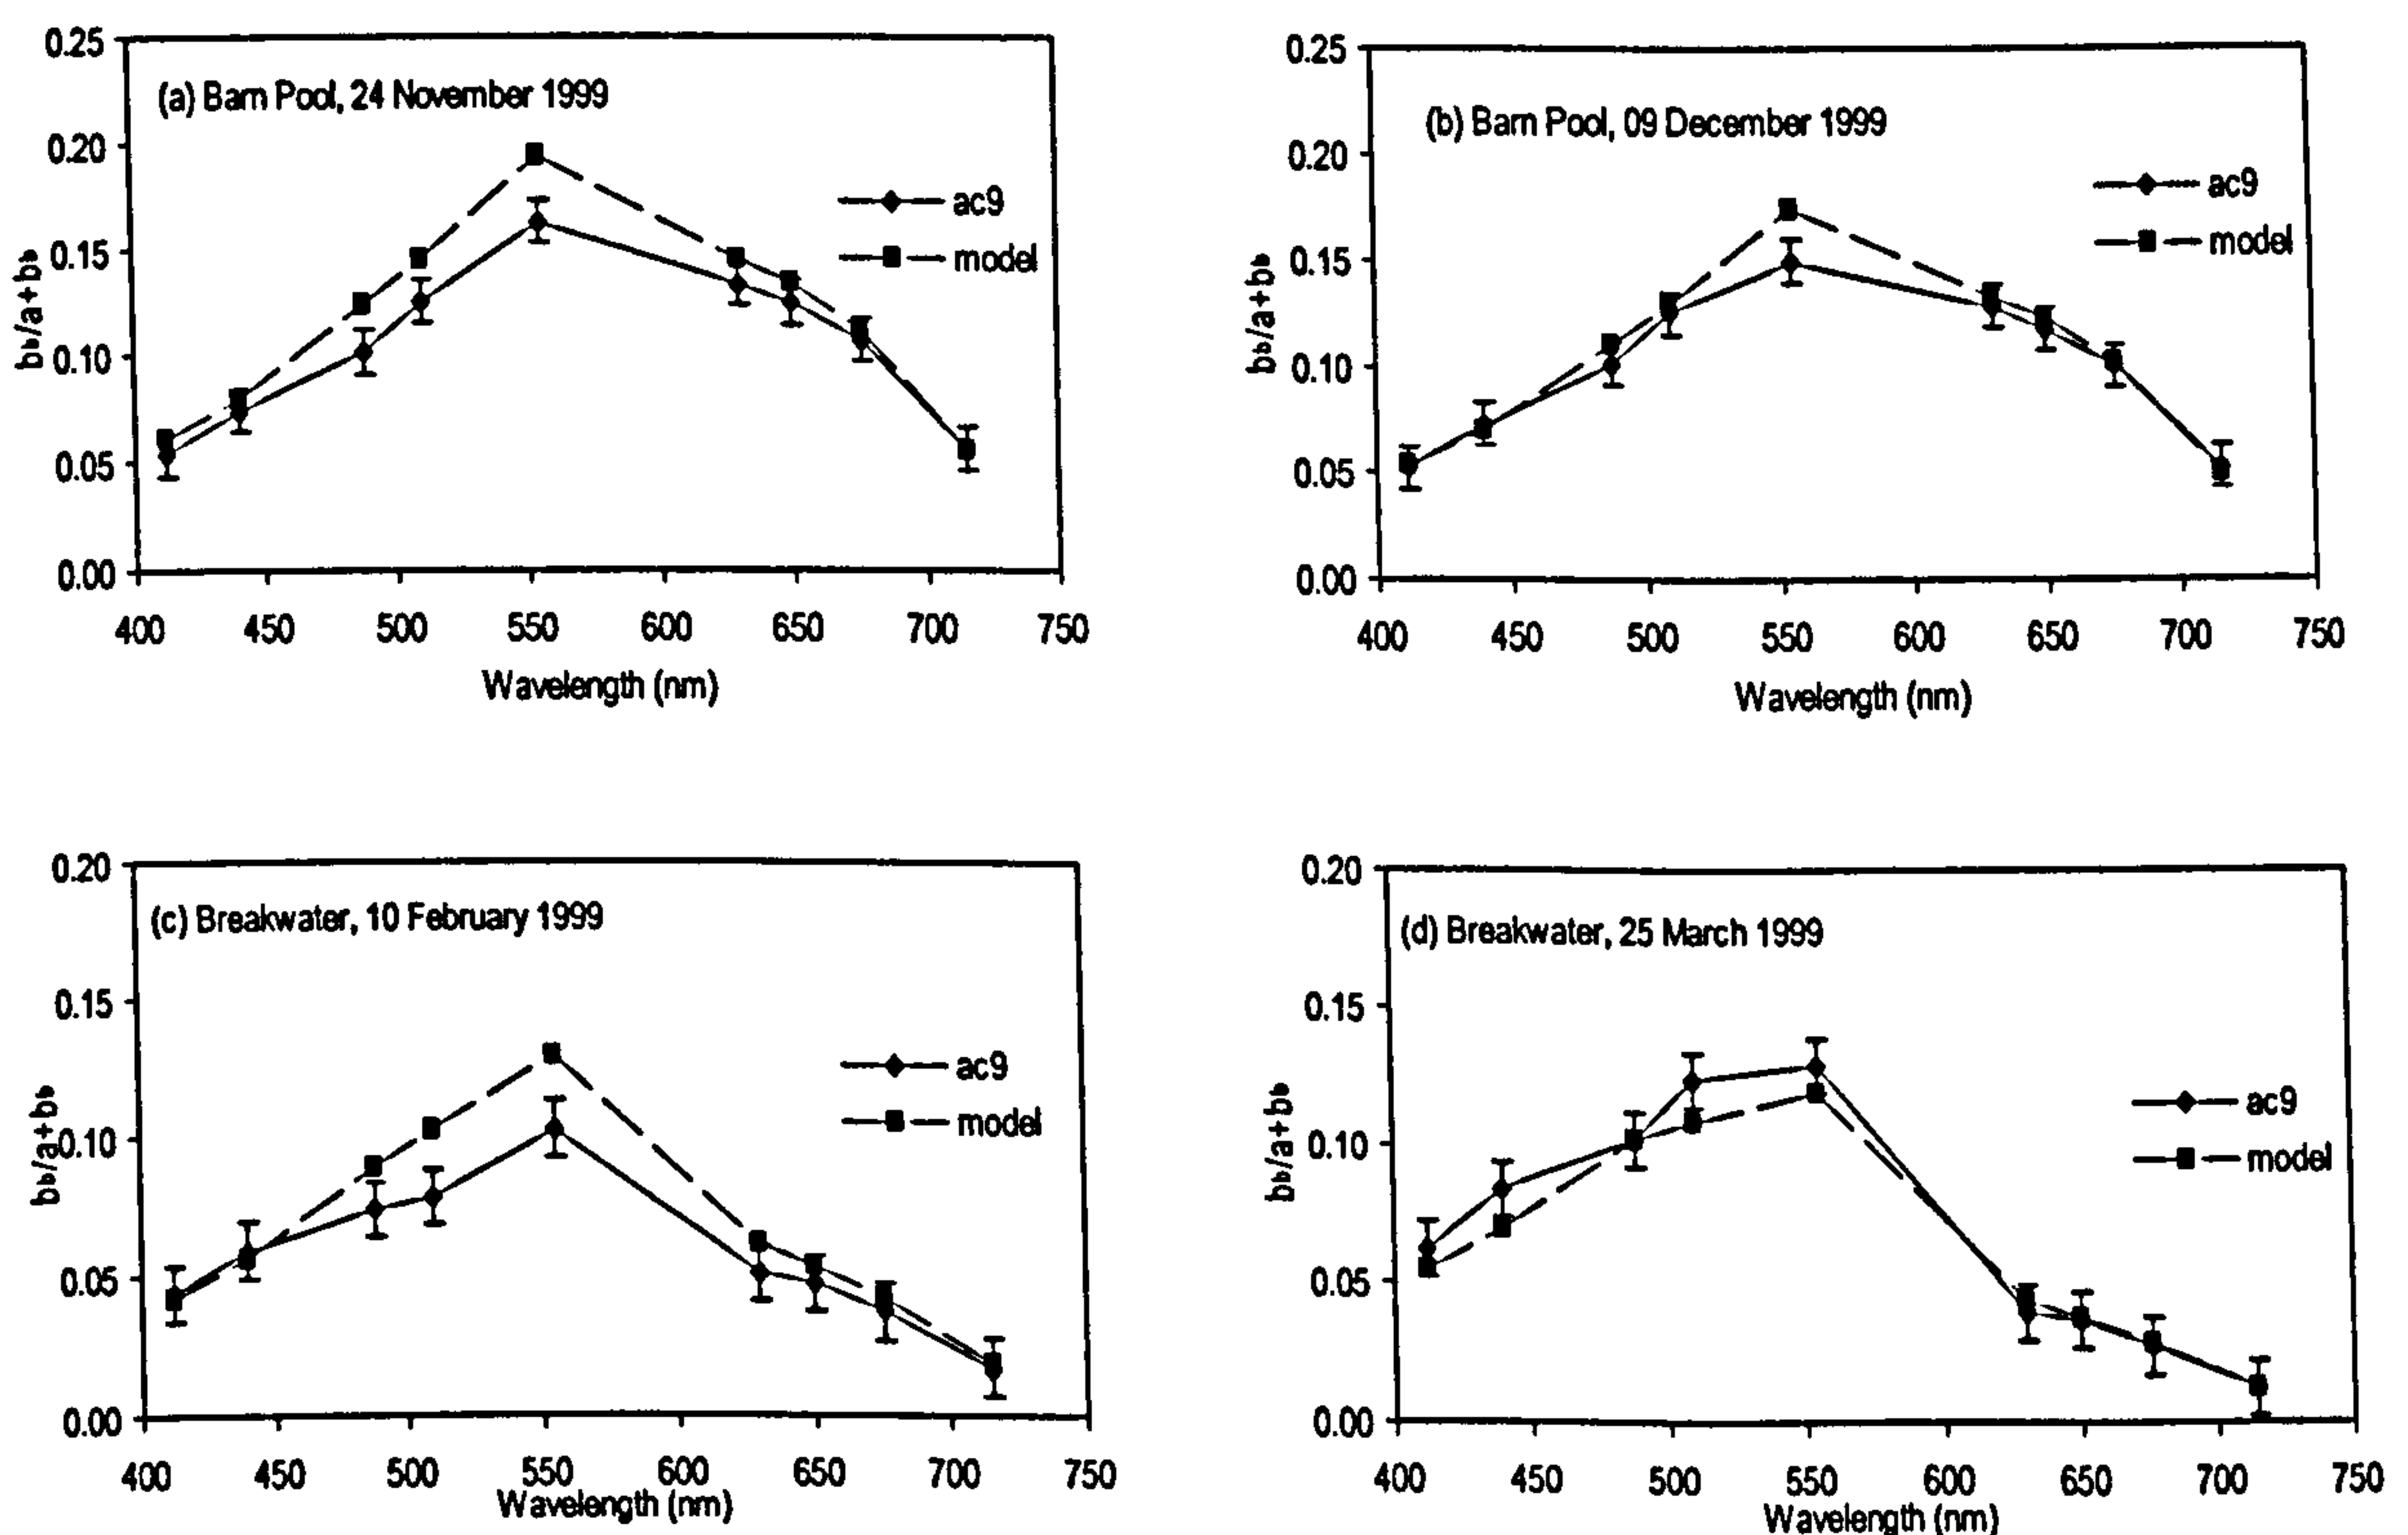 (a) Barn Pool, 24 November 1999
0.25
0.20
0.15
0.10
0.05
0.00
bb/a+bb
ac9
model
400 450 500 550 600 650 700 750
Wavelength (nm)
(b) Barn Pool, 09 December 1999
0.25
0.20
0.15
0.10
0.05
0.00
bb/a+bb
ac9
model
400 450 500 550 600 650 700 750
Wavelength (nm)
(c) Breakwater, 10 February 1999
0.20
0.15
0.10
0.05
0.00
bb/a+bb
ac9
model
400 450 500 550 600 650 700 750
Wavelength (nm)
(d) Breakwater, 25 March 1999
0.20
0.15
0.10
0.05
0.00
bb/a+bb
ac9
model
400 450 500 550 600 650 700 750
Wavelength (nm)